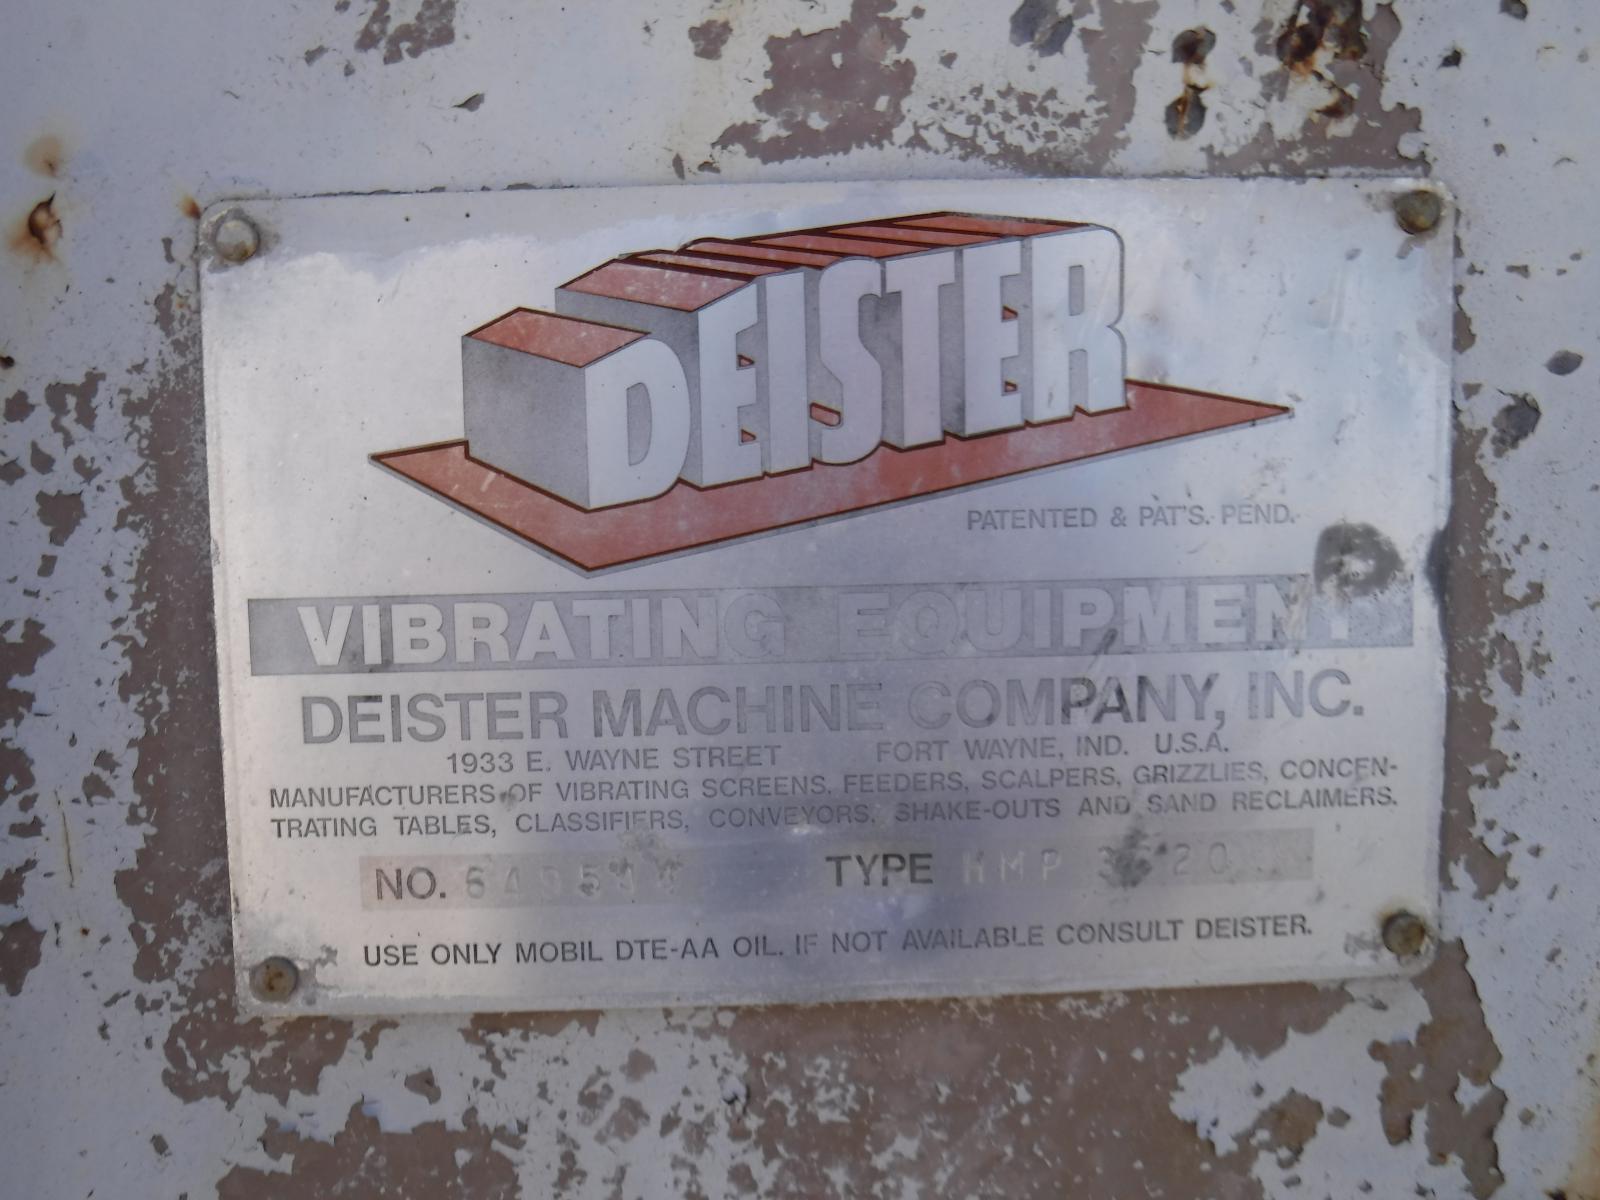 DEISTER
PATENTED & PAT'S. PEND.
VIBRATING EQUIPMENT
DEISTER MACHINE COMPANY, INC.
1933 E. WAYNE STREET FORT WAYNE, IND. U.S.A.
MANUFACTURERS OF VIBRATING SCREENS, FEEDERS, SCALPERS, GRIZZLIES, CONCEN-
TRATING TABLES, CLASSIFIERS, CONVEYORS, SHAKE-OUTS AND SAND RECLAIMERS.
NO. TYPE
USE ONLY MOBIL DTE-AA OIL. IF NOT AVAILABLE CONSULT DEISTER.